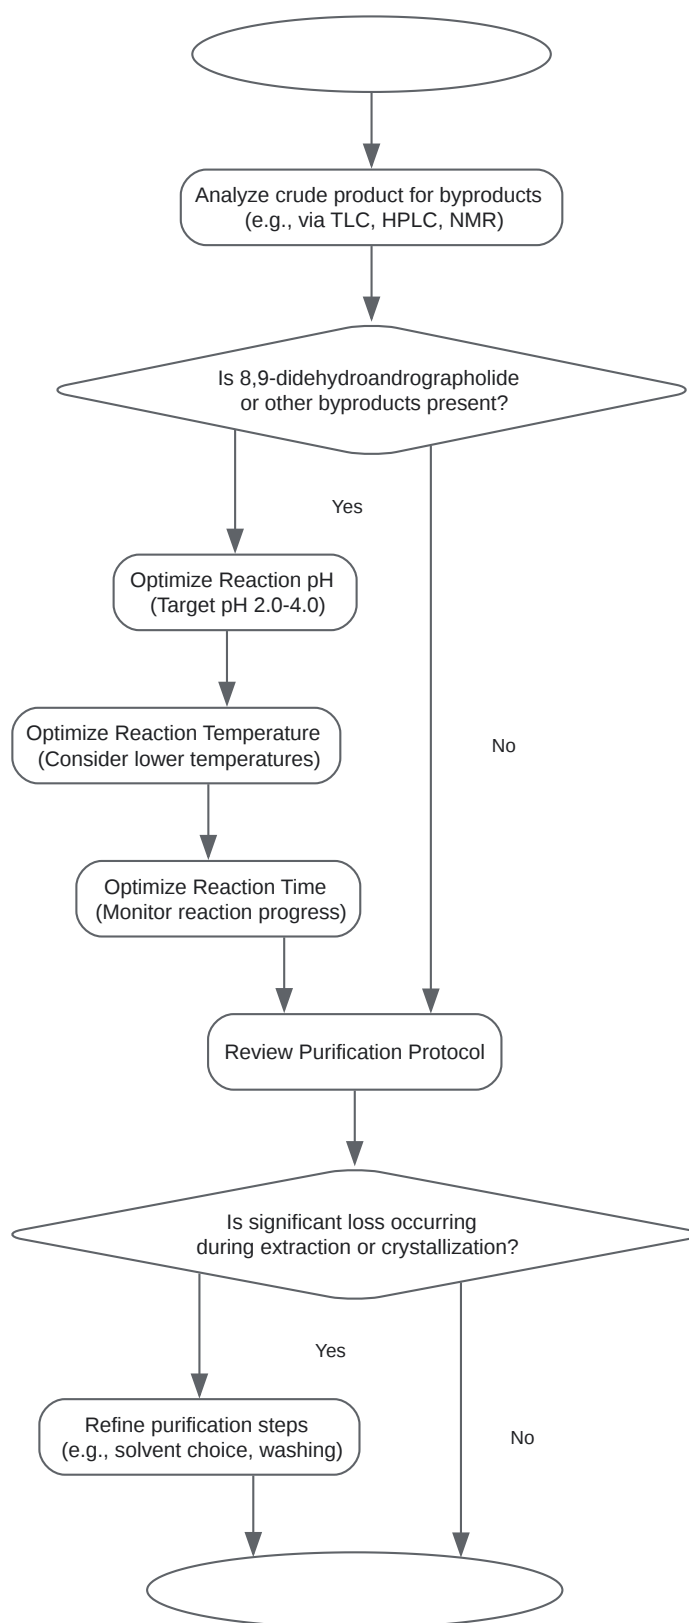 Analyze crude product for byproducts
(e.g., via TLC, HPLC, NMR)
Is 8,9-didehydroandrographolide
or other byproducts present?
Yes
Optimize Reaction pH
(Target pH 2.0-4.0)
Optimize Reaction Temperature
(Consider lower temperatures)
No
Optimize Reaction Time
(Monitor reaction progress)
Review Purification Protocol
Is significant loss occurring
during extraction or crystallization?
Yes
Refine purification steps
(e.g., solvent choice, washing)
No